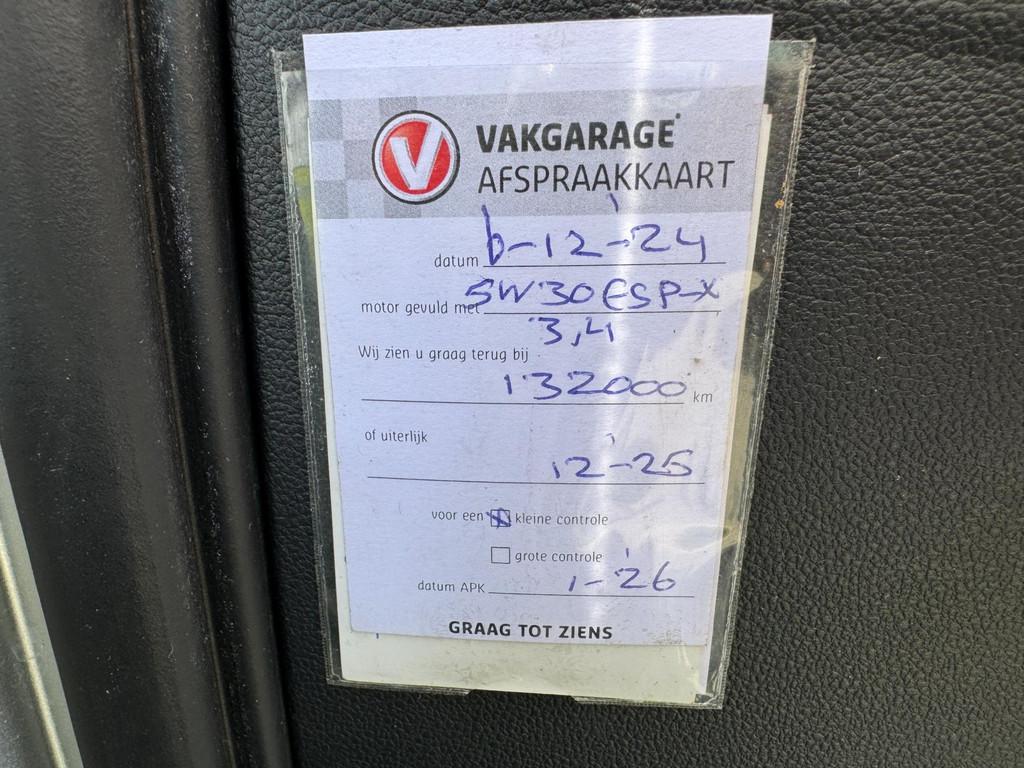 V VAKGARAGE
AFSPRAAKKAART
datum 6-12-'24
motor gevuld met 5W30 ESP-X
3,4
Wij zien u graag terug bij
132000 km
of uiterlijk
12-'25
voor een kleine controle
grote controle
datum APK 1-'26
GRAAG TOT ZIENS